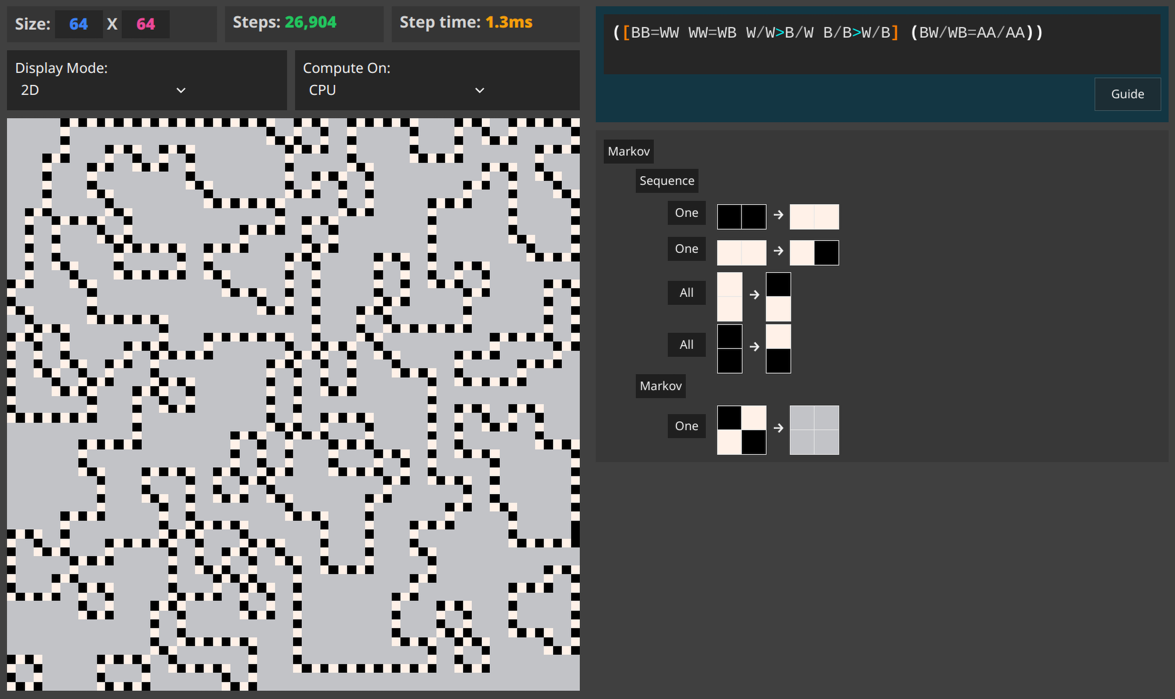 Size: 64 X 64
Steps: 26,904
Step time: 1.3ms
Display Mode:
2D
Compute On:
CPU
([BB=WW WW=WB W/W>B/W B/B>W/B] (BW/WB=AA/AA))
Guide
Markov
Sequence
One
One
All
All
Markov
One